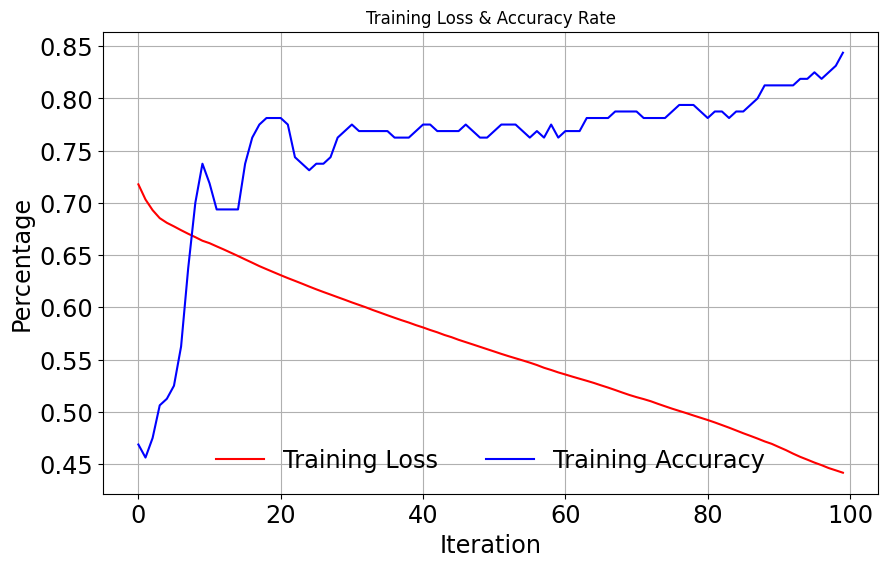 Training Loss & Accuracy Rate
Percentage
0.85
0.80
0.75
0.70
0.65
0.60
0.55
0.50
0.45
Training Loss
Training Accuracy
0 20 40 60 80 100
Iteration